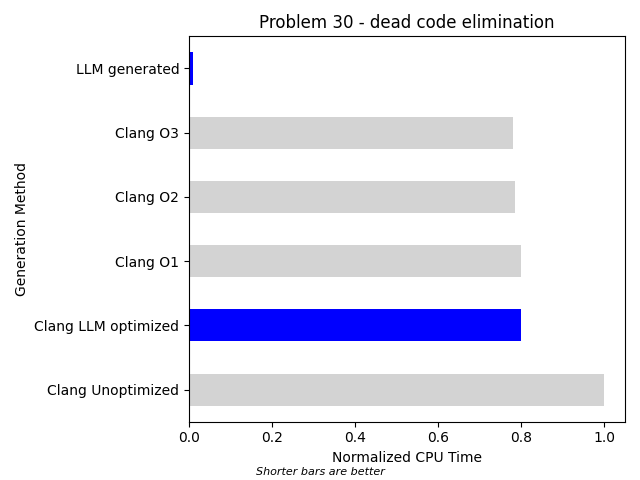 Problem 30 - dead code elimination
LLM generated
Clang O3
Clang O2
Clang O1
Clang LLM optimized
Clang Unoptimized
Generation Method
0.0 0.2 0.4 0.6 0.8 1.0
Normalized CPU Time
Shorter bars are better